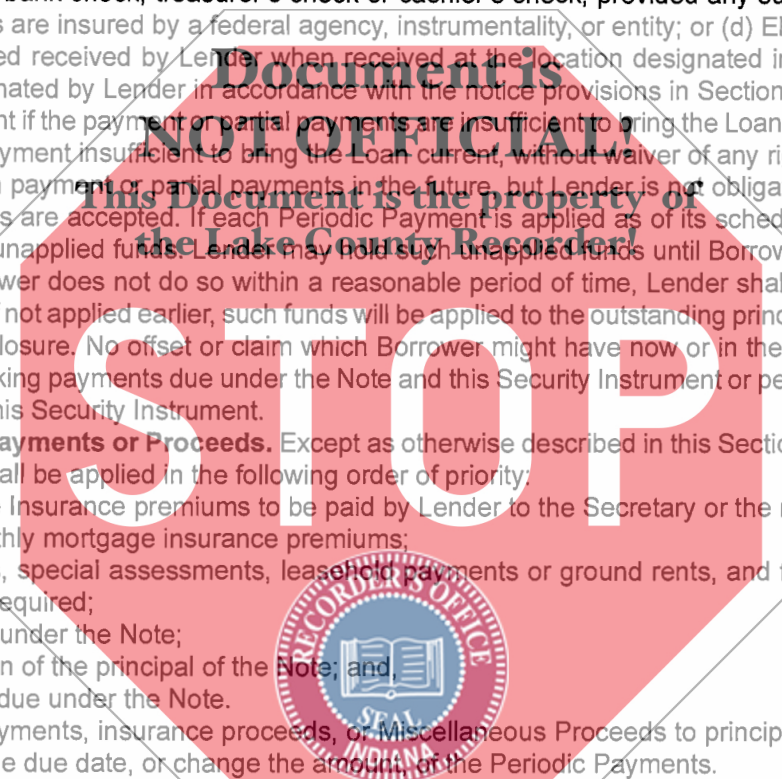 bank check, treasurer's check or cashier's check, provided any su
s are insured by a federal agency, instrumentality, or entity; or (d) El
ed received by Lender when received at the location designated in
nated by Lender in accordance with the notice provisions in Section
nt if the payment or partial payments are insufficient to bring the Loan
yment insufficient to bring the Loan current, without waiver of any ri
payment or partial payments in the future, but Lender is not obliga
s are accepted. If each Periodic Payment is applied as of its sched
unapplied funds. Lender may hold such unapplied funds until Borrow
wer does not do so within a reasonable period of time, Lender shal
not applied earlier, such funds will be applied to the outstanding princ
closure. No offset or claim which Borrower might have now or in the
king payments due under the Note and this Security Instrument or pe
his Security Instrument.
ayments or Proceeds. Except as otherwise described in this Sectio
all be applied in the following order of priority:
Insurance premiums to be paid by Lender to the Secretary or the
thly mortgage insurance premiums;
, special assessments, leasehold payments or ground rents, and
equired;
under the Note;
n of the principal of the Note; and,
due under the Note.
yments, insurance proceeds, or Miscellaneous Proceeds to princip
e due date, or change the amount, of the Periodic Payments.
Document is
NOT OFFICIAL!
This Document is the property of
the Lake County Recorder!
STOP
RECORDER'S OFFICE
SEAL
INDIANA